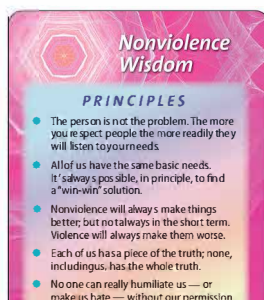 Nonviolence
Wisdom
PRINCIPLES
The person is not the problem. The more
you respect people the more readily they
will listen to your needs.
All of us have the same basic needs.
It's always possible, in principle, to find
a "win-win" solution.
Nonviolence will always make things
better; but not always in the short term.
Violence will always make them worse.
Each of us has a piece of the truth; none,
including us, has the whole truth.
No one can really humiliate us — or
make us hate — without our permission